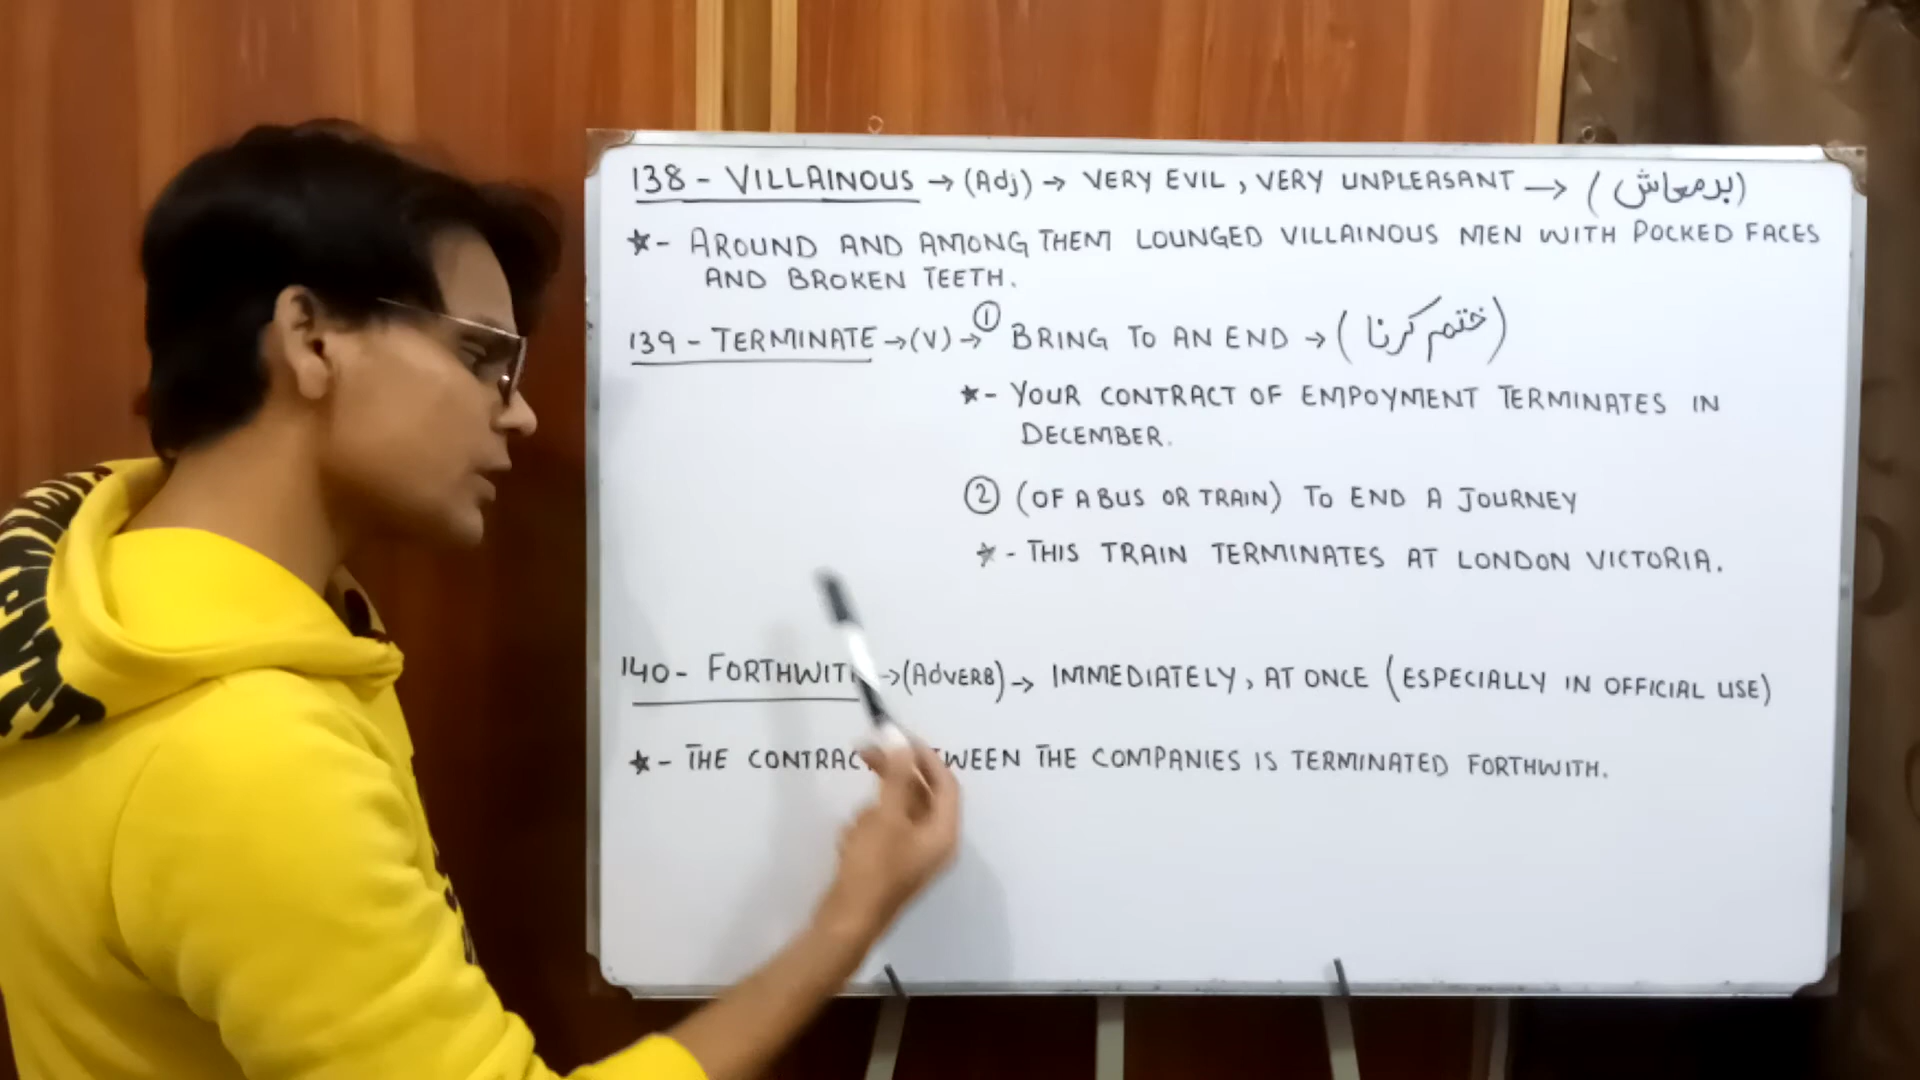 138 - VILLAINOUS → (Adj) → VERY EVIL, VERY UNPLEASANT → (بدمعاش)
★ - AROUND AND AMONG THEM LOUNGED VILLAINOUS MEN WITH POCKED FACES
AND BROKEN TEETH.
139 - TERMINATE → (V) → ① BRING TO AN END → (ختم کرنا)
★ - YOUR CONTRACT OF EMPOYMENT TERMINATES IN
DECEMBER.
② (OF A BUS OR TRAIN) TO END A JOURNEY
★ - THIS TRAIN TERMINATES AT LONDON VICTORIA.
140 - FORTHWITH → (ADVERB) → IMMEDIATELY, AT ONCE (ESPECIALLY IN OFFICIAL USE)
★ - THE CONTRACT BETWEEN THE COMPANIES IS TERMINATED FORTHWITH.